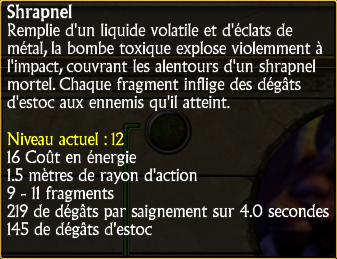 Shrapnel
Remplie d'un liquide volatile et d'éclats de
métal, la bombe toxique explose violemment à
l'impact, couvrant les alentours d'un shrapnel
mortel. Chaque fragment inflige des dégâts
d'estoc aux ennemis qu'il atteint.
Niveau actuel : 12
16 Coût en énergie
1.5 mètres de rayon d'action
9 - 11 fragments
219 de dégâts par saignement sur 4.0 secondes
145 de dégâts d'estoc